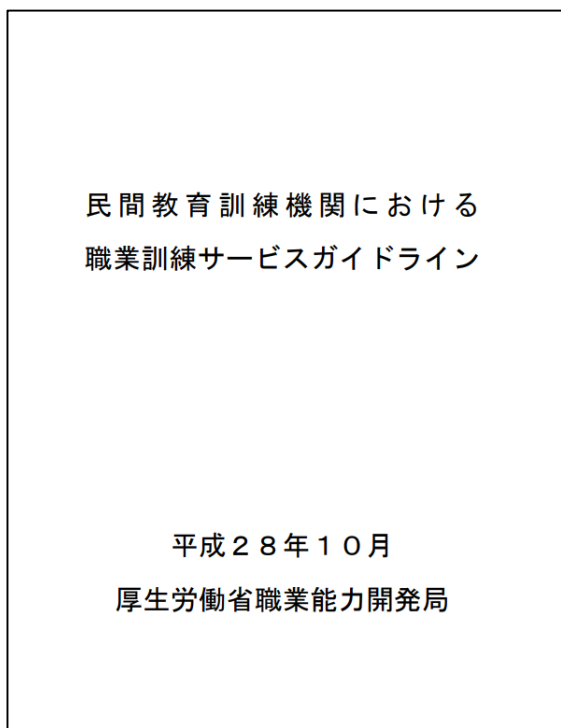 民間教育訓練機関における
職業訓練サービスガイドライン
平成２８年１０月
厚生労働省職業能力開発局